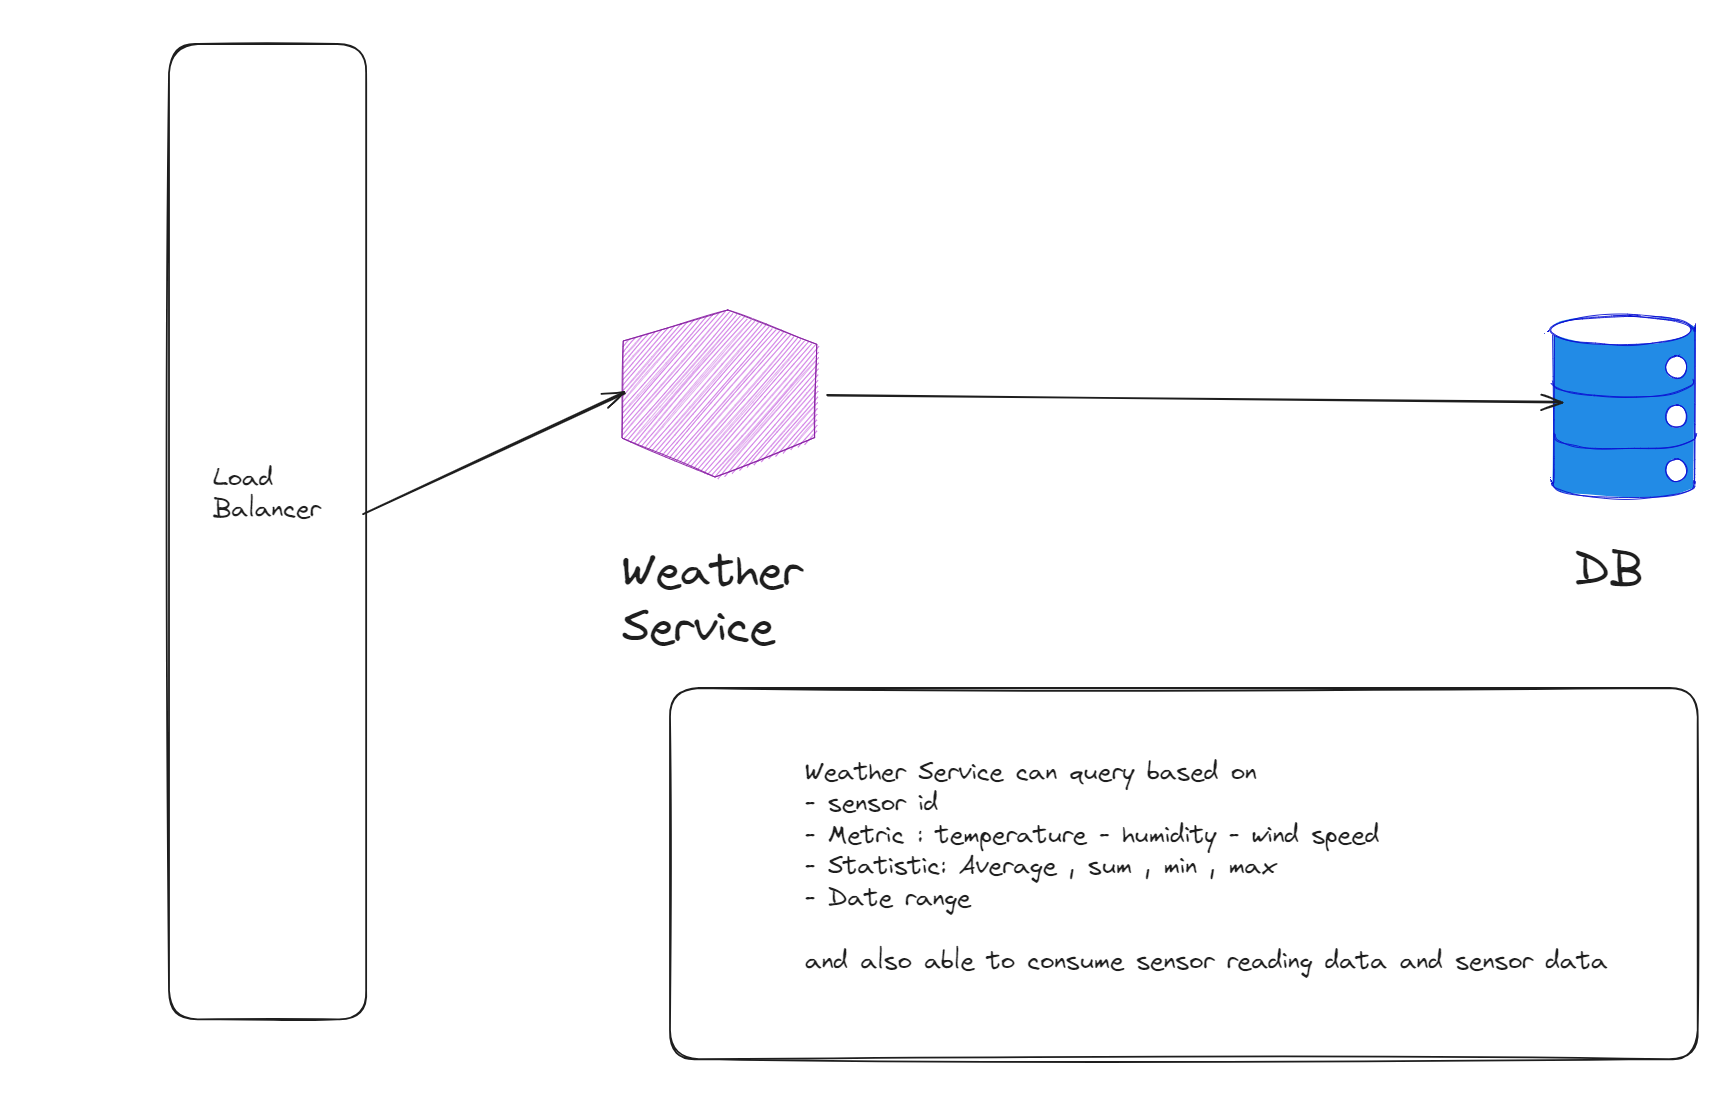 Load
Balancer
Weather
Service
DB
Weather Service can query based on
- sensor id
- Metric : temperature - humidity - wind speed
- Statistic: Average , sum , min , max
- Date range
and also able to consume sensor reading data and sensor data